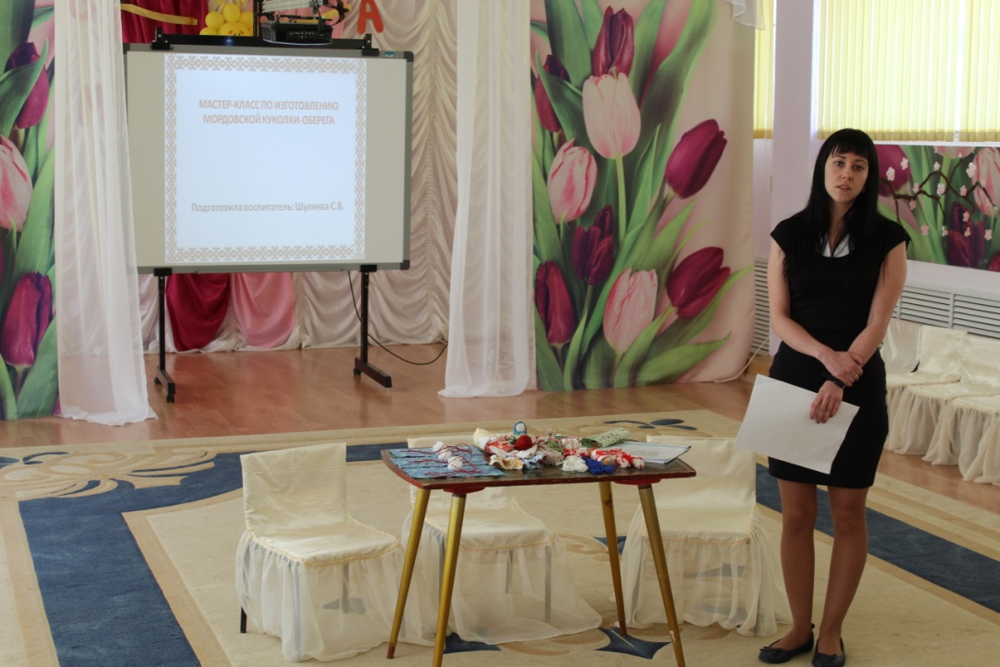 А
МАСТЕР-КЛАСС ПО ИЗГОТОВЛЕНИЮ
МОРДОВСКОЙ КУКОЛКИ-ОБЕРЕГА
Подготовила воспитатель: Шуляева С.В.